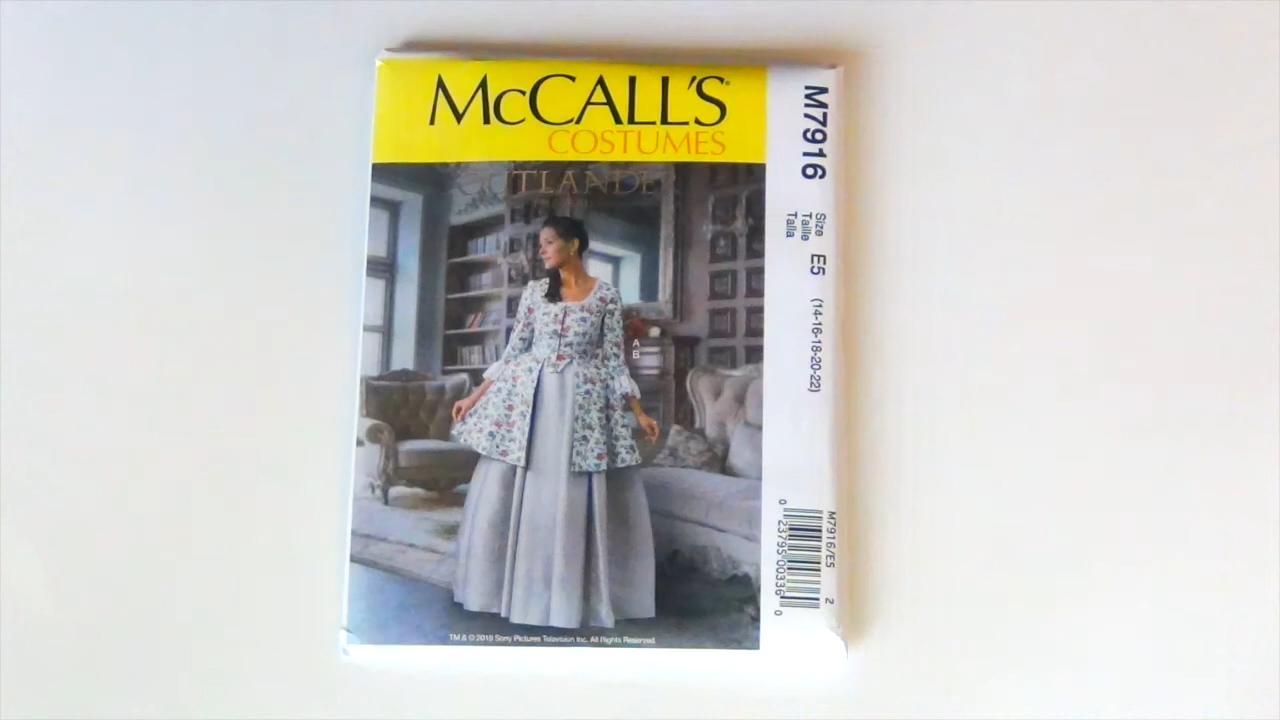 McCALL'S
COSTUMES
OUTLANDER
A
B
TM & © 2019 Sony Pictures Television Inc. All Rights Reserved.
M7916
Size
Taille
Talla
E5
(14-16-18-20-22)
M7916/E5
2
0 23795 00336 0